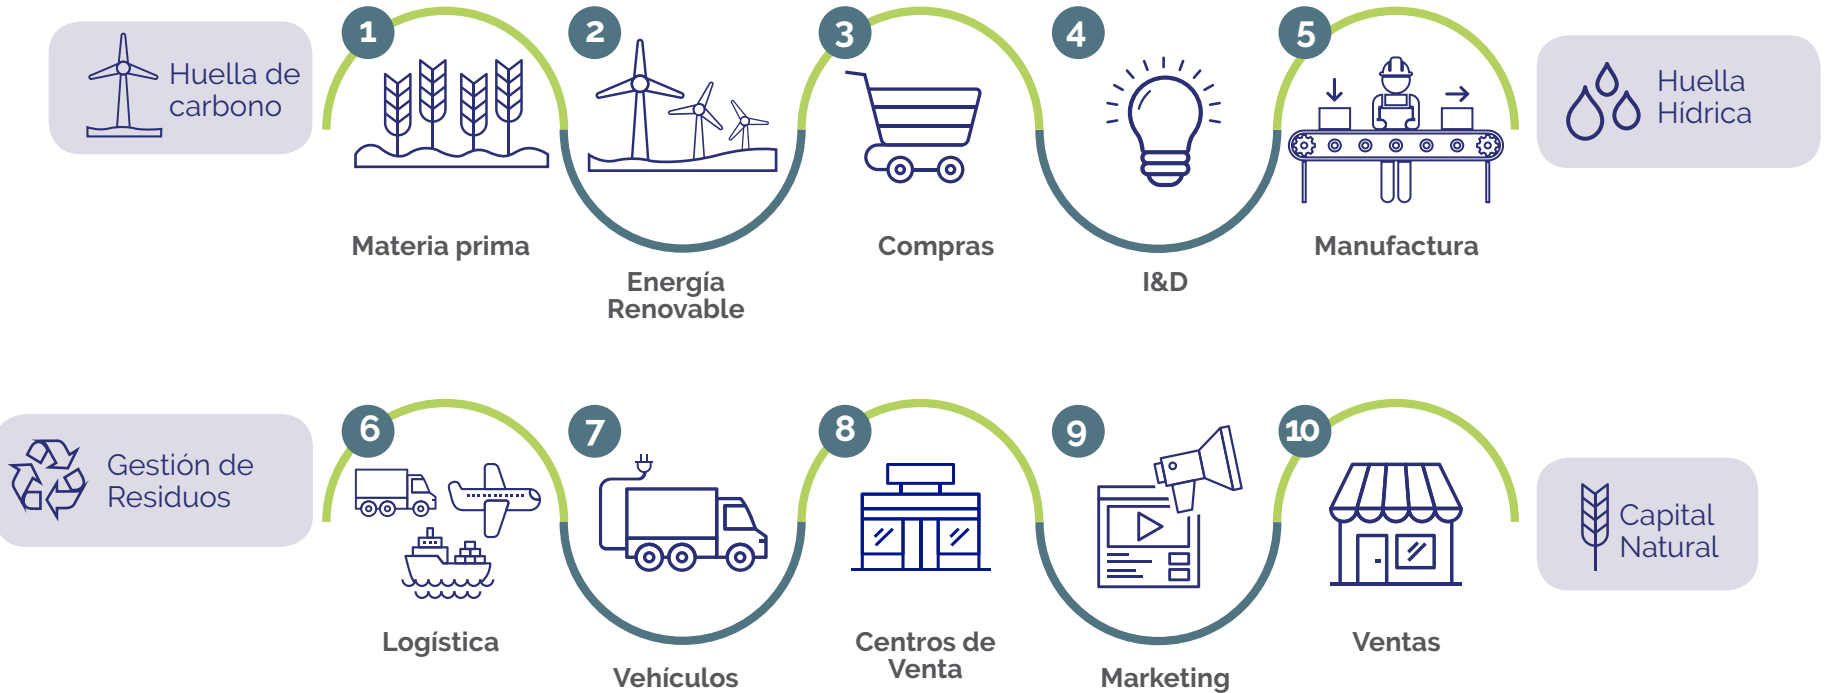 Huella de
carbono
1
2
3
4
5
Huella
Hídrica
Materia prima
Energía
Renovable
Compras
I&D
Manufactura
Gestión de
Residuos
6
7
8
9
10
Capital
Natural
Logística
Vehículos
Centros de
Venta
Marketing
Ventas